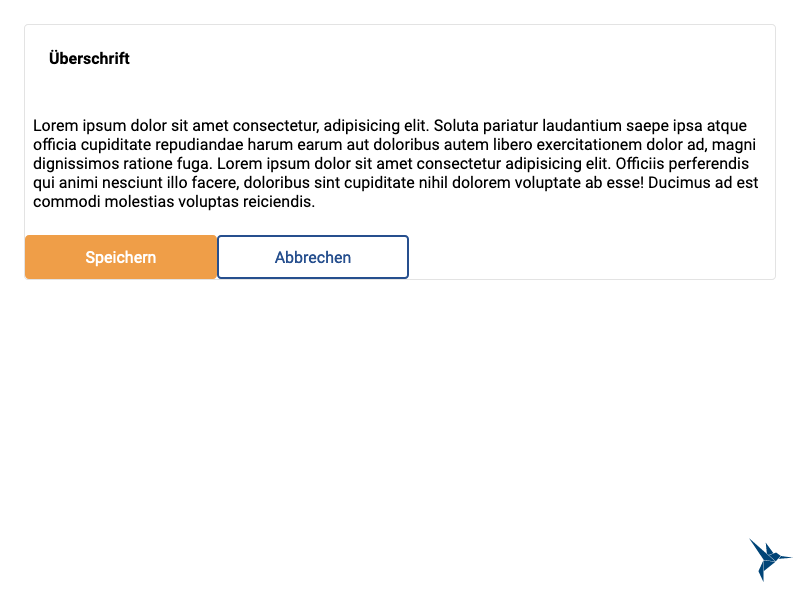 Überschrift
Lorem ipsum dolor sit amet consectetur, adipisicing elit. Soluta pariatur laudantium saepe ipsa atque
officia cupiditate repudiandae harum earum aut doloribus autem libero exercitationem dolor ad, magni
dignissimos ratione fuga. Lorem ipsum dolor sit amet consectetur adipisicing elit. Officiis perferendis
qui animi nesciunt illo facere, doloribus sint cupiditate nihil dolorem voluptate ab esse! Ducimus ad est
commodi molestias voluptas reiciendis.
Speichern
Abbrechen